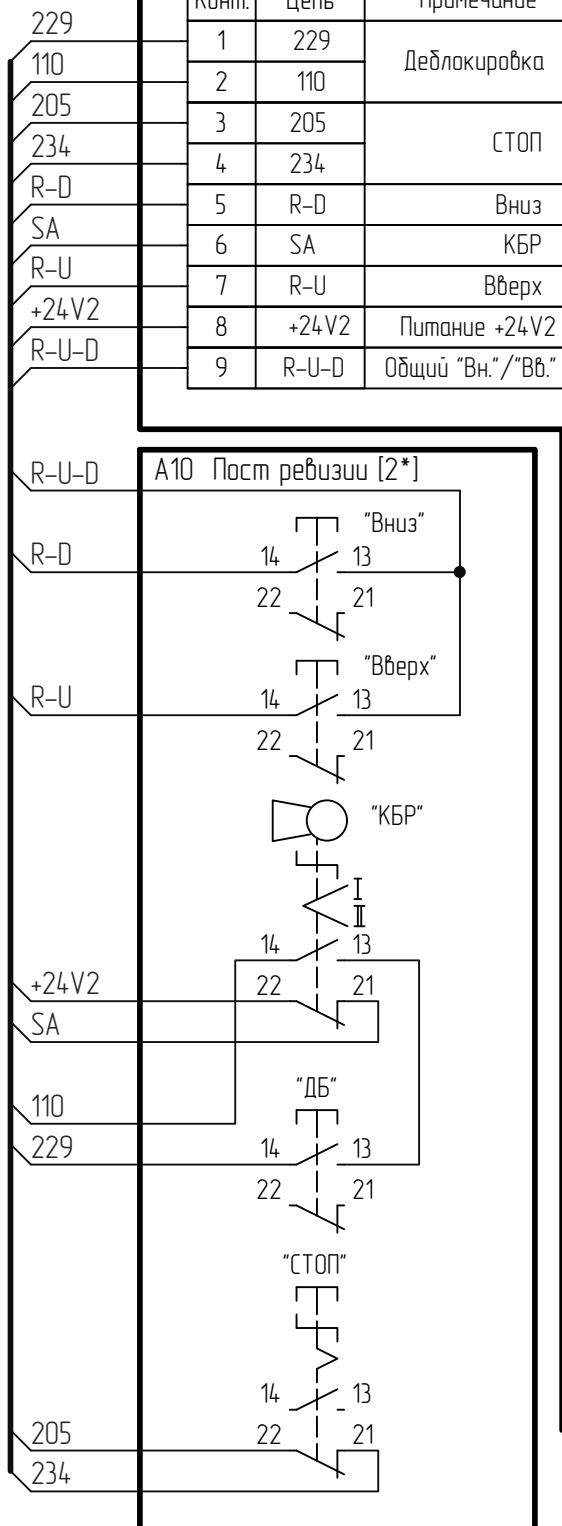 Конт. Цепь Примечание
229 1 229 Деблокировка
110 2 110
205 3 205 СТОП
234 4 234
R-D 5 R-D Вниз
SA 6 SA КБР
R-U 7 R-U Вверх
+24V2 8 +24V2 Питание +24V2
R-U-D 9 R-U-D Общий "Вн."/"Вв."
R-U-D A10 Пост ревизии [2*]
"Вниз"
R-D 14 13
22 21
"Вверх"
R-U 14 13
22 21
"КБР"
I
II
14 13
+24V2 22 21
SA
"ДБ"
110
229 14 13
22 21
"СТОП"
14 13
205 22 21
234